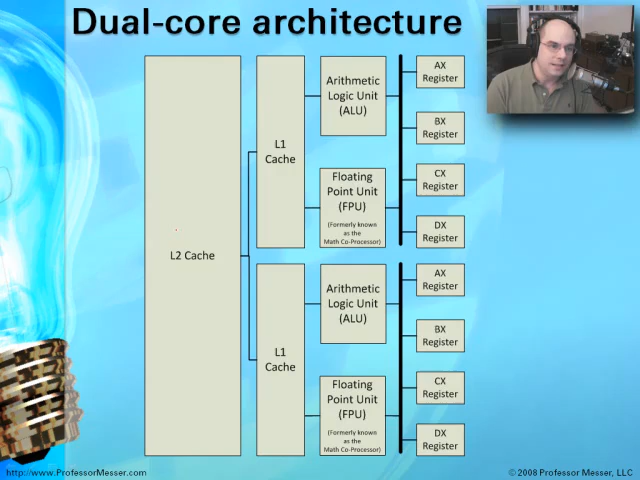 Dual-core architecture
L2 Cache
L1
Cache
Arithmetic
Logic Unit
(ALU)
Floating
Point Unit
(FPU)
(Formerly known
as the
Math Co-Processor)
AX
Register
BX
Register
CX
Register
DX
Register
L1
Cache
Arithmetic
Logic Unit
(ALU)
Floating
Point Unit
(FPU)
(Formerly known
as the
Math Co-Processor)
AX
Register
BX
Register
CX
Register
DX
Register
http://www.ProfessorMesser.com
© 2008 Professor Messer, LLC